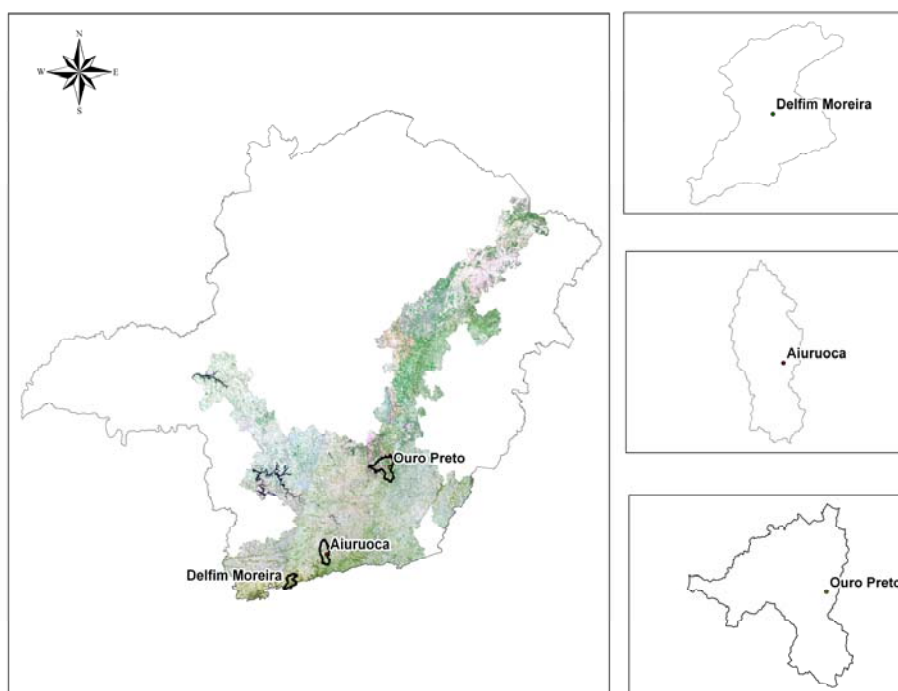 N
W E
S
Ouro Preto
Aiuruoca
Delfim Moreira
Delfim Moreira
Aiuruoca
Ouro Preto